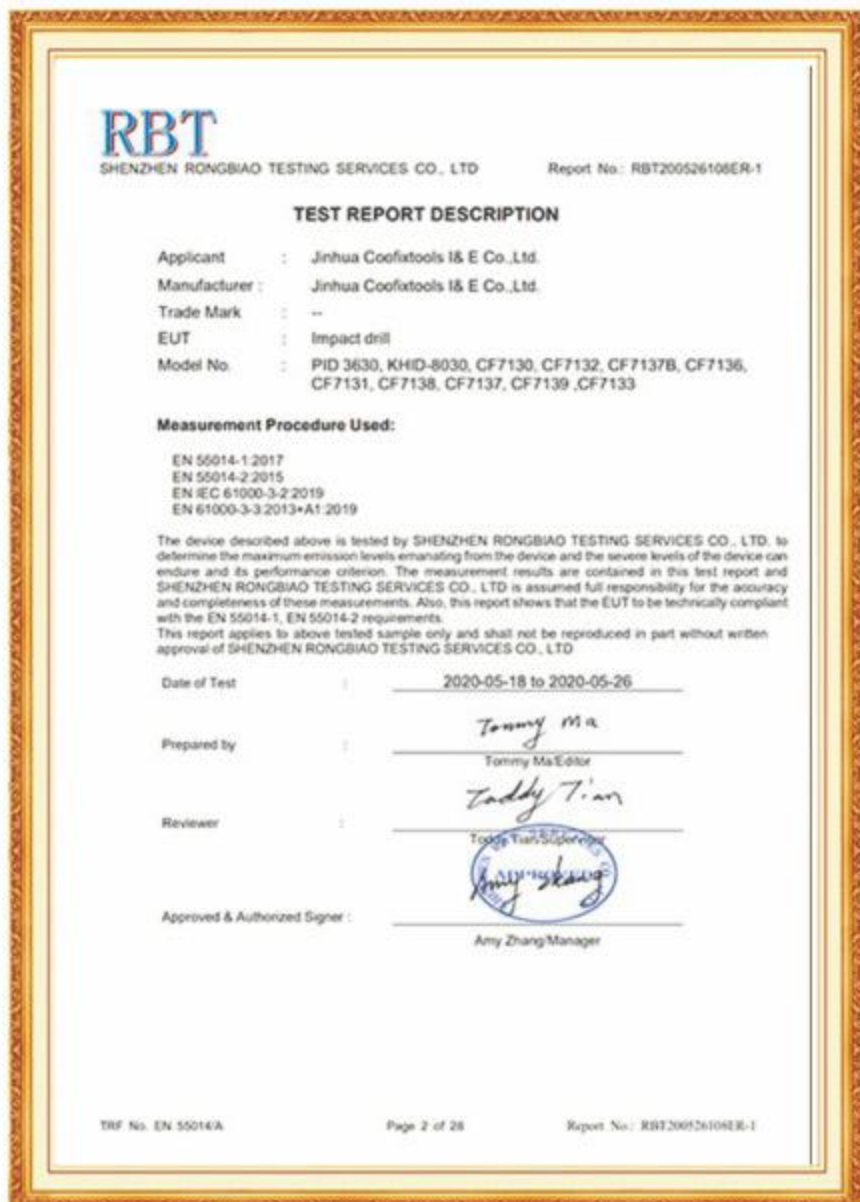 RBT
SHENZHEN RONGBIAO TESTING SERVICES CO., LTD Report No.: RBT200526108ER-1
TEST REPORT DESCRIPTION
Applicant : Jinhua Coofixtools I& E Co.,Ltd.
Manufacturer : Jinhua Coofixtools I& E Co.,Ltd.
Trade Mark : --
EUT : Impact drill
Model No. : PID 3630, KHID-8030, CF7130, CF7132, CF7137B, CF7136,
CF7131, CF7138, CF7137, CF7139 ,CF7133
Measurement Procedure Used:
EN 55014-1:2017
EN 55014-2:2015
EN IEC 61000-3-2:2019
EN 61000-3-3:2013+A1:2019
The device described above is tested by SHENZHEN RONGBIAO TESTING SERVICES CO., LTD. to
determine the maximum emission levels emanating from the device and the severe levels of the device can
endure and its performance criterion. The measurement results are contained in this test report and
SHENZHEN RONGBIAO TESTING SERVICES CO., LTD is assumed full responsibility for the accuracy
and completeness of these measurements. Also, this report shows that the EUT to be technically compliant
with the EN 55014-1, EN 55014-2 requirements.
This report applies to above tested sample only and shall not be reproduced in part without written
approval of SHENZHEN RONGBIAO TESTING SERVICES CO., LTD
Date of Test : 2020-05-18 to 2020-05-26
Tommy Ma
Prepared by :
Tommy Ma/Editor
Toddy Tian
Reviewer :
Toddy Tian/Supervisor
APPROVED
Amy Zhang
Approved & Authorized Signer :
Amy Zhang/Manager
TRF No. EN 55014/A Page 2 of 26 Report No.: RBT200526108ER-1